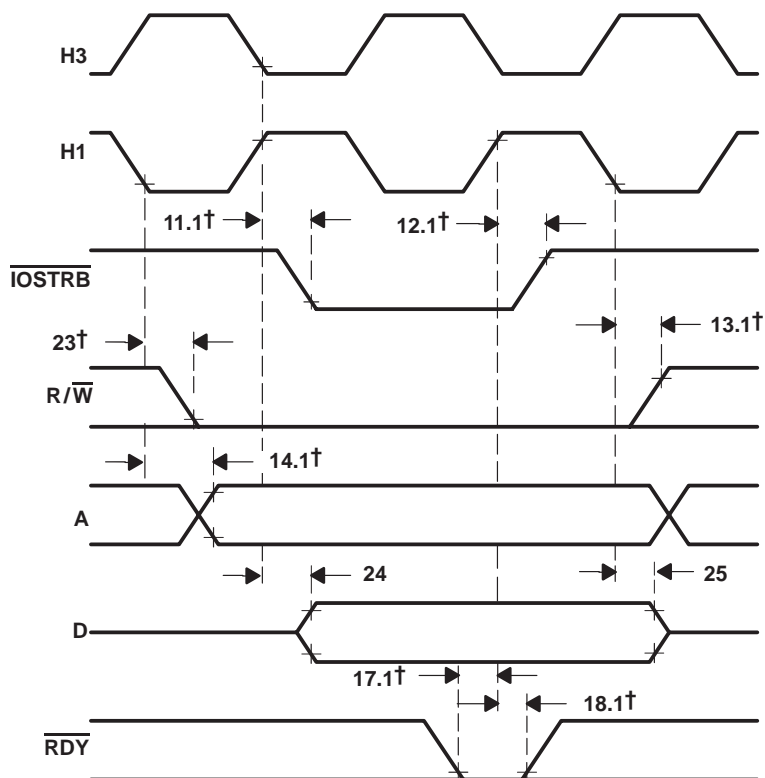 H3
H1
11.1† 12.1†
IOSTRB
23† 13.1†
R/W
14.1†
A
24 25
D
17.1†
18.1†
RDY